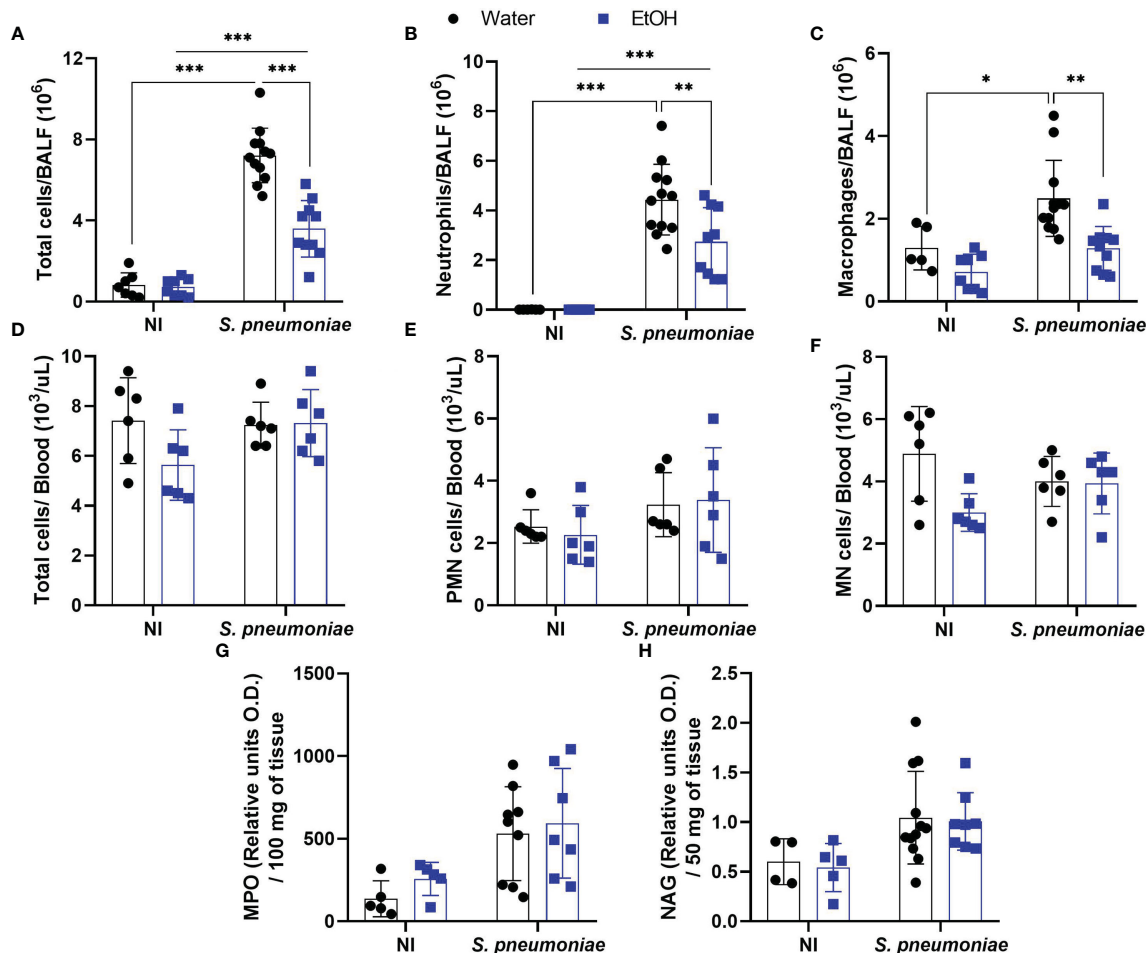 Water EtOH
A
Total cells/BALF (10⁶)
12
8
4
0
***
***
***
NI
S. pneumoniae
B
Neutrophils/BALF (10⁶)
10
8
6
4
2
0
***
***
**
NI
S. pneumoniae
C
Macrophages/BALF (10⁶)
6
4
2
0
*
**
NI
S. pneumoniae
D
Total cells/ Blood (10³/uL)
10
8
6
4
2
0
NI
S. pneumoniae
E
PMN cells/ Blood (10³/uL)
8
6
4
2
0
NI
S. pneumoniae
F
MN cells/ Blood (10³/uL)
8
6
4
2
0
NI
S. pneumoniae
G
MPO (Relative units O.D.)
/ 100 mg of tissue
1500
1000
500
0
NI
S. pneumoniae
H
NAG (Relative units O.D.)
/ 50 mg of tissue
2.5
2.0
1.5
1.0
0.5
0.0
NI
S. pneumoniae